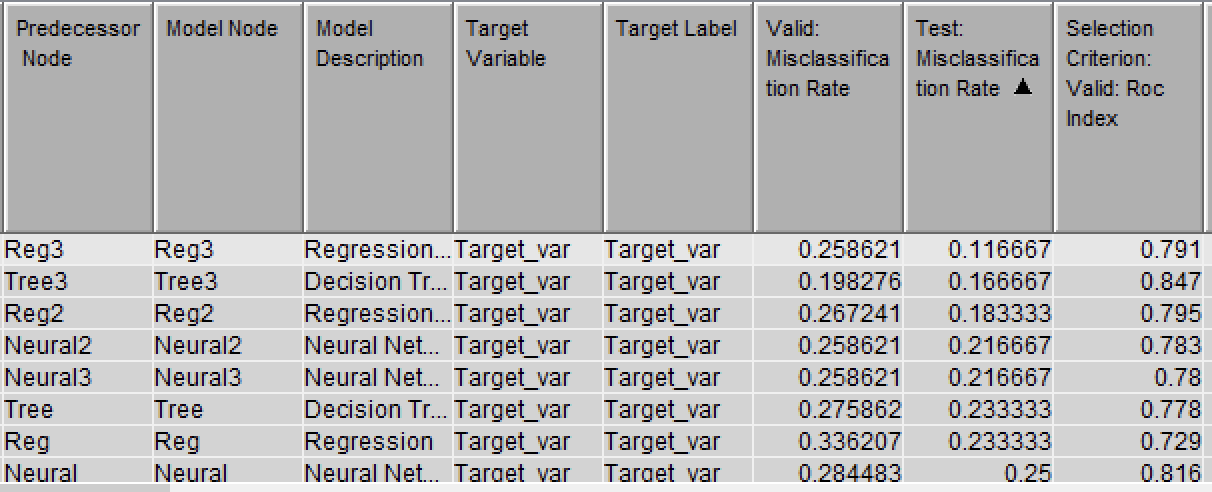 Predecessor Node Model Node Model Description Target Variable Target Label Valid: Misclassifica tion Rate Test: Misclassifica tion Rate ▲ Selection Criterion: Valid: Roc Index
Reg3 Reg3 Regression... Target_var Target_var 0.258621 0.116667 0.791
Tree3 Tree3 Decision Tr... Target_var Target_var 0.198276 0.166667 0.847
Reg2 Reg2 Regression... Target_var Target_var 0.267241 0.183333 0.795
Neural2 Neural2 Neural Net... Target_var Target_var 0.258621 0.216667 0.783
Neural3 Neural3 Neural Net... Target_var Target_var 0.258621 0.216667 0.78
Tree Tree Decision Tr... Target_var Target_var 0.275862 0.233333 0.778
Reg Reg Regression Target_var Target_var 0.336207 0.233333 0.729
Neural Neural Neural Net... Target_var Target_var 0.284483 0.25 0.816